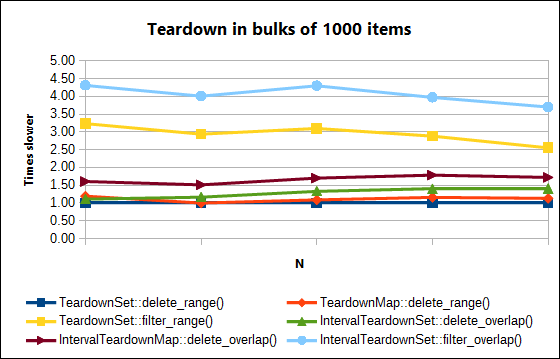 Teardown in bulks of 1000 items
5.00
4.50
4.00
3.50
3.00
2.50
2.00
1.50
1.00
0.50
0.00
Times slower
N
TeardownSet::delete_range() TeardownMap::delete_range()
TeardownSet::filter_range() IntervalTeardownSet::delete_overlap()
IntervalTeardownMap::delete_overlap() IntervalTeardownSet::filter_overlap()